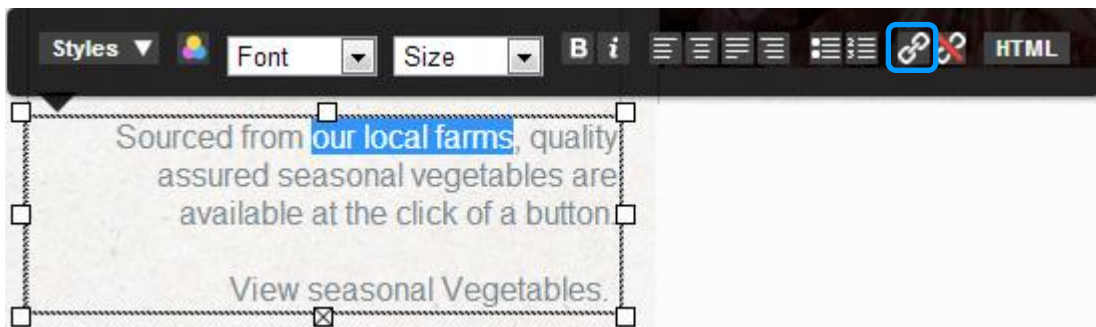 Styles ▼ Font Size B i HTML
Sourced from our local farms, quality
assured seasonal vegetables are
available at the click of a button.
View seasonal Vegetables.